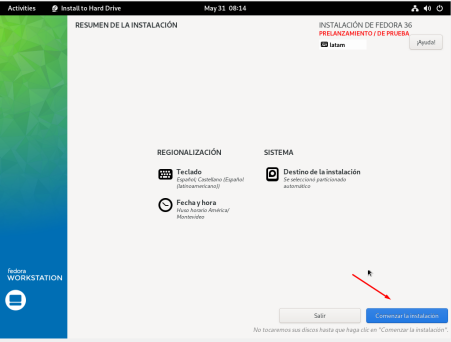 Activities
Install to Hard Drive
May 31 08:14
RESUMEN DE LA INSTALACIÓN
INSTALACIÓN DE FEDORA 36
PRELANZAMIENTO / DE PRUEBA
latam
¡Ayuda!
REGIONALIZACIÓN
SISTEMA
Teclado
Español, Castellano (Español
(latinoamericano))
Destino de la instalación
Se seleccionó particionado
automático
Fecha y hora
Huso horario América/
Montevideo
fedora
WORKSTATION
Salir
Comenzar la instalación
No tocaremos sus discos hasta que haga clic en "Comenzar la instalación".